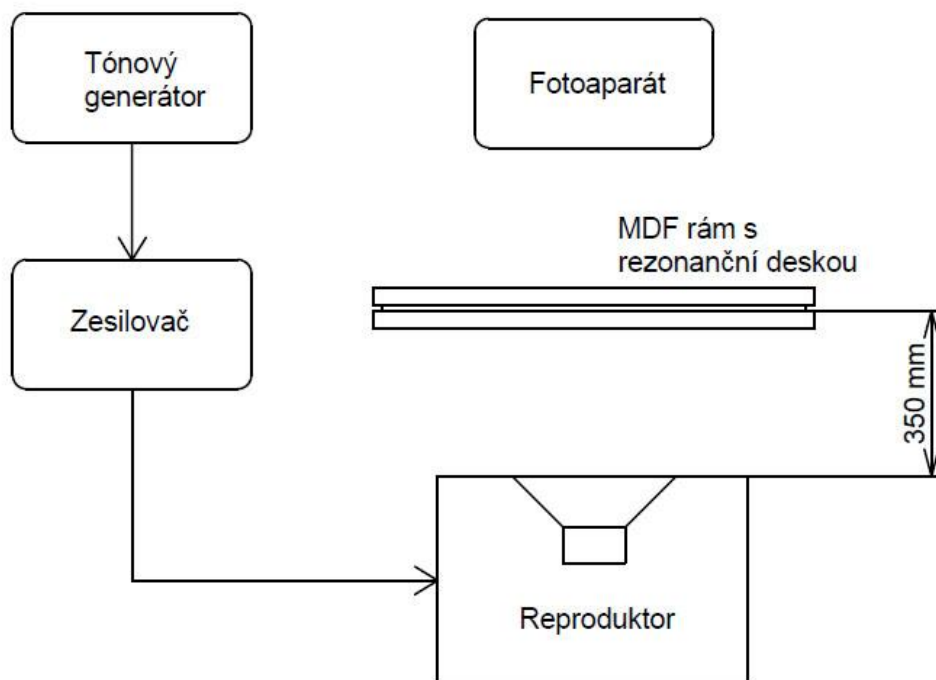 Tónový
generátor
Fotoaparát
MDF rám s
rezonanční deskou
Zesilovač
350 mm
Reproduktor